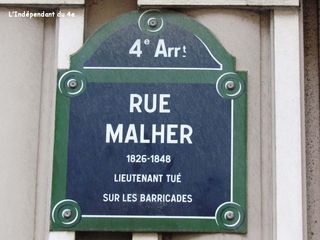 L'Indépendant du 4e
4e Arrt
RUE
MALHER
1826-1848
LIEUTENANT TUÉ
SUR LES BARRICADES